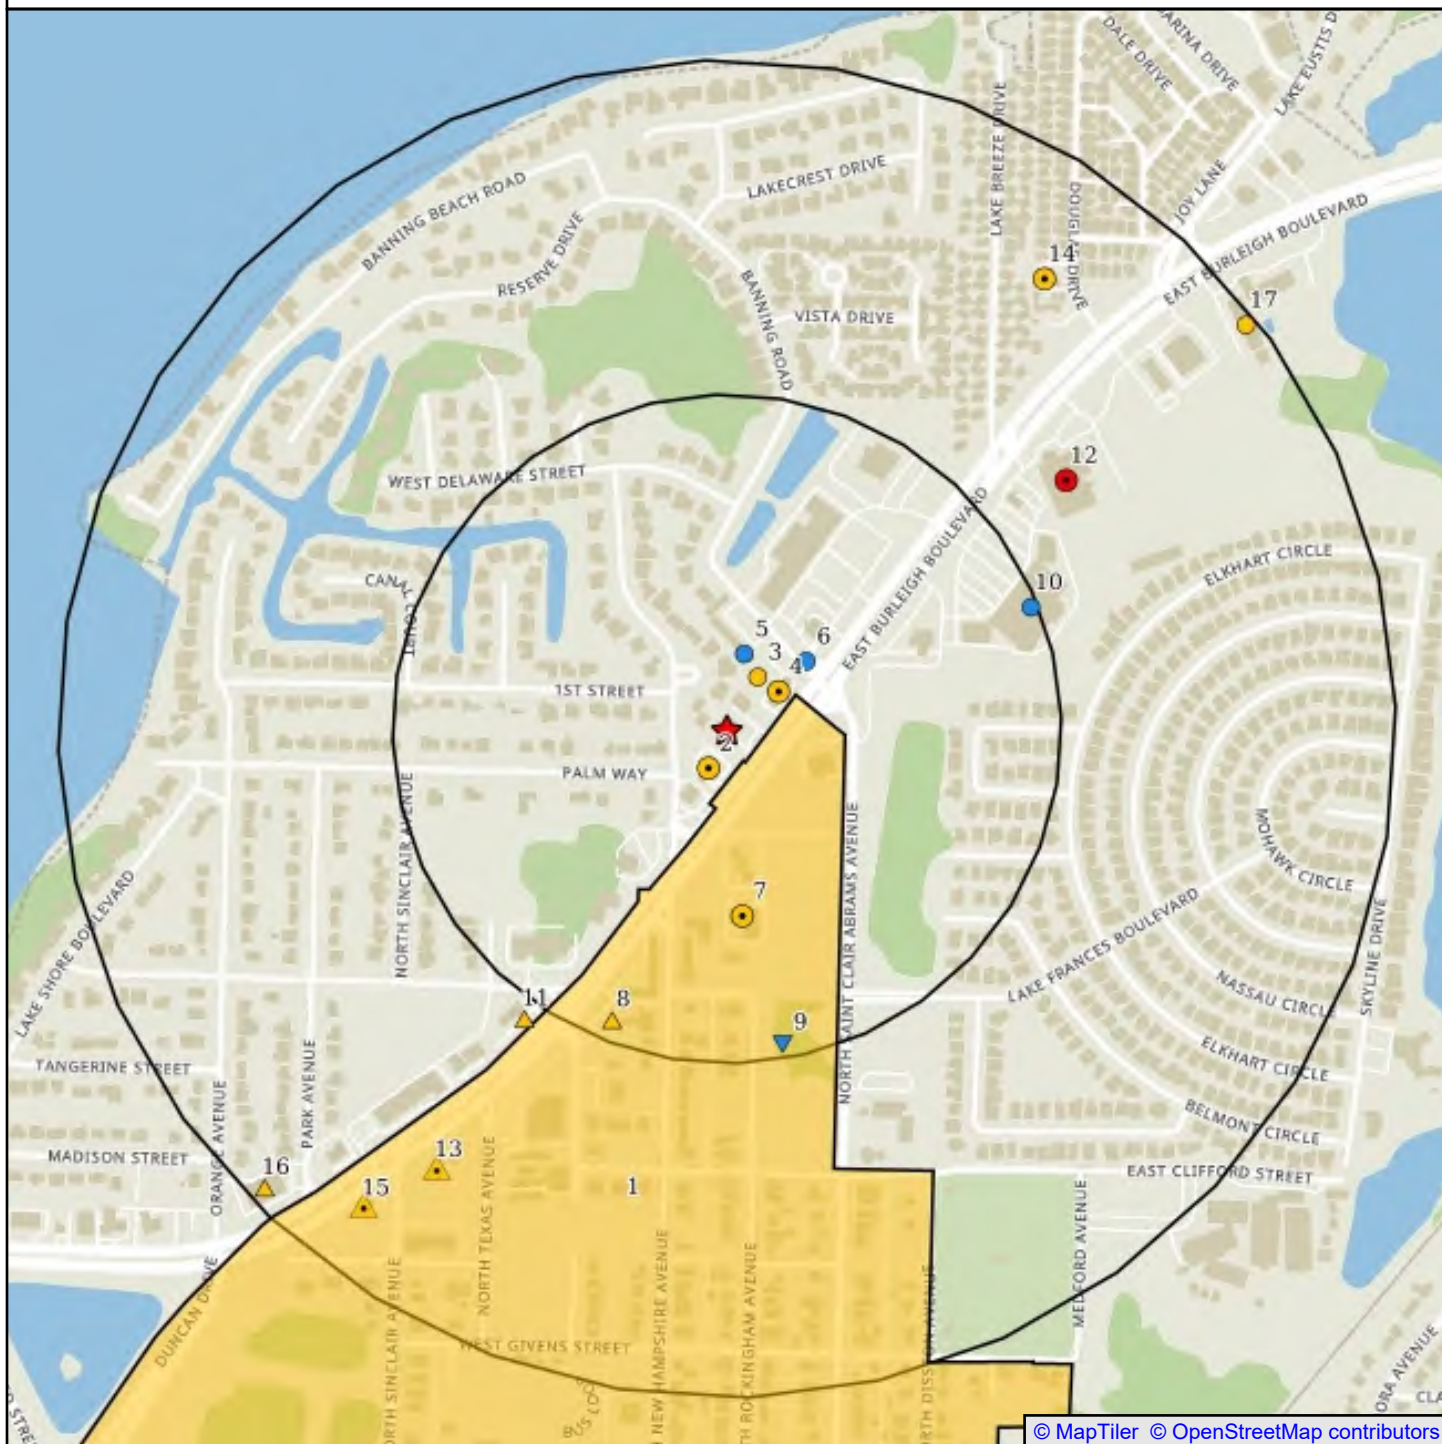 DALE DRIVE
LAKE BREEZE DRIVE
LAKECREST DRIVE
BANNING BEACH ROAD
RESERVE DRIVE
DOUGLAS DRIVE
JOY LANE
EAST BURLEIGH BOULEVARD
14
17
BANNING ROAD
VISTA DRIVE
12
WEST DELAWARE STREET
EAST BURLEIGH BOULEVARD
ELKHART CIRCLE
CANAL COURT
10
5
6
3
4
1ST STREET
2
PALM WAY
NORTH SINCLAIR AVENUE
NORTH SAINT CLAIR ABRAMS AVENUE
MOHAWK CIRCLE
7
LAKE SHORE BOULEVARD
LAKE FRANCES BOULEVARD
SKYLINE DRIVE
NASSAU CIRCLE
11
8
9
ELKHART CIRCLE
TANGERINE STREET
PARK AVENUE
ORANGE AVENUE
BELMONT CIRCLE
MADISON STREET
13
16
15
1
EAST CLIFFORD STREET
NORTH TEXAS AVENUE
MEDFORD AVENUE
DUNCAN DRIVE
WEST GIVENS STREET
NEW HAMPSHIRE AVENUE
ROCKINGHAM AVENUE
© MapTiler © OpenStreetMap contributors